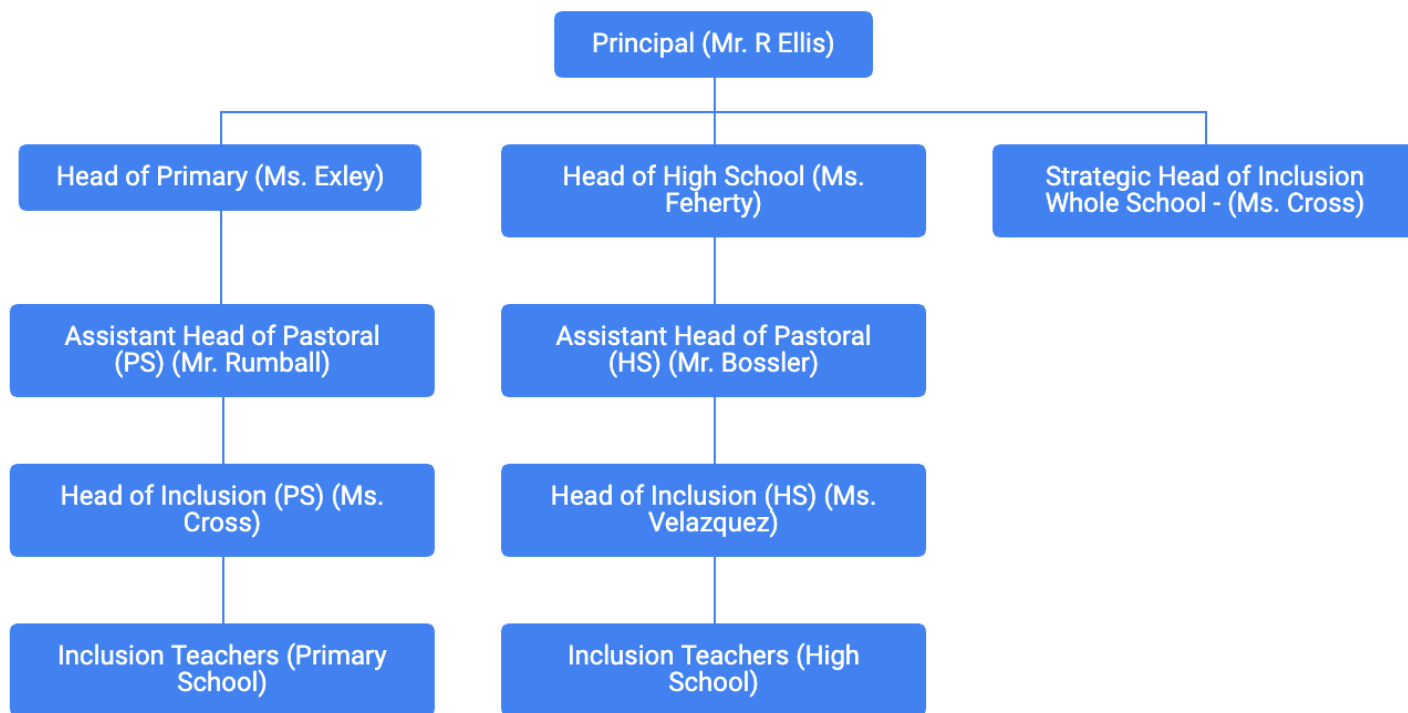 Principal (Mr. R Ellis)
Head of Primary (Ms. Exley)
Head of High School (Ms.
Feherty)
Strategic Head of Inclusion
Whole School - (Ms. Cross)
Assistant Head of Pastoral
(PS) (Mr. Rumball)
Assistant Head of Pastoral
(HS) (Mr. Bossler)
Head of Inclusion (PS) (Ms.
Cross)
Head of Inclusion (HS) (Ms.
Velazquez)
Inclusion Teachers (Primary
School)
Inclusion Teachers (High
School)